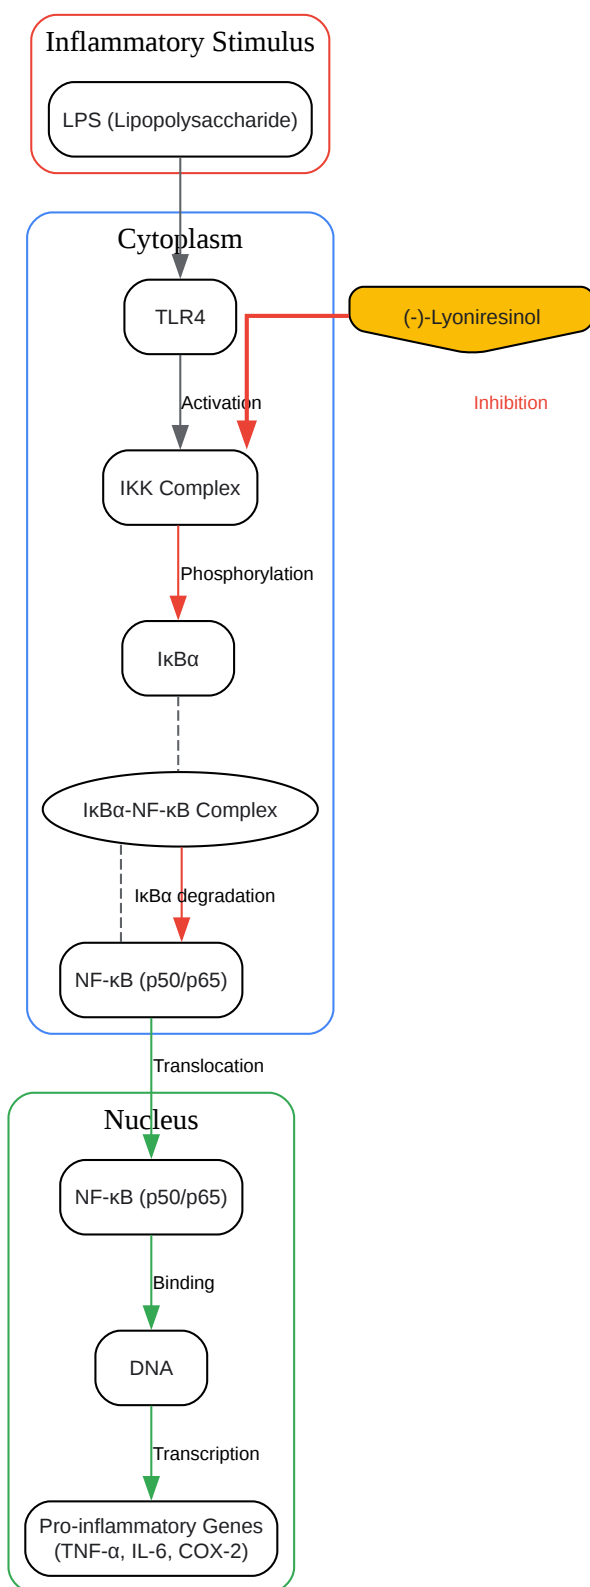 Inflammatory Stimulus
LPS (Lipopolysaccharide)
Cytoplasm
TLR4
(-)-Lyoniresinol
Activation
Inhibition
IKK Complex
Phosphorylation
IκBα
IκBα-NF-κB Complex
IκBα degradation
NF-κB (p50/p65)
Translocation
Nucleus
NF-κB (p50/p65)
Binding
DNA
Transcription
Pro-inflammatory Genes
(TNF-α, IL-6, COX-2)